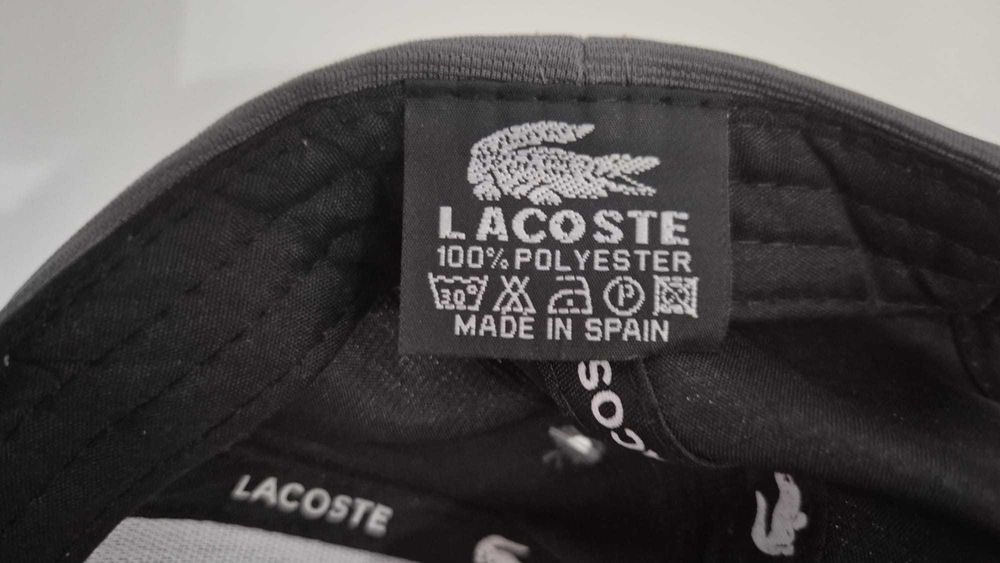 LACOSTE
100% POLYESTER
30° P
MADE IN SPAIN
LACOSTE